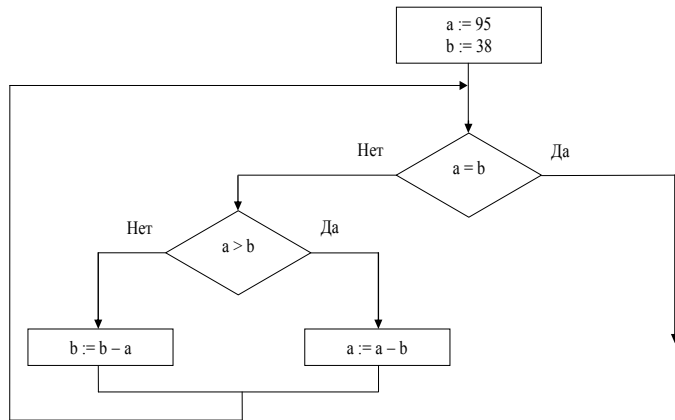 a := 95
b := 38
Нет
Да
a = b
Нет
Да
a > b
b := b – a
a := a – b